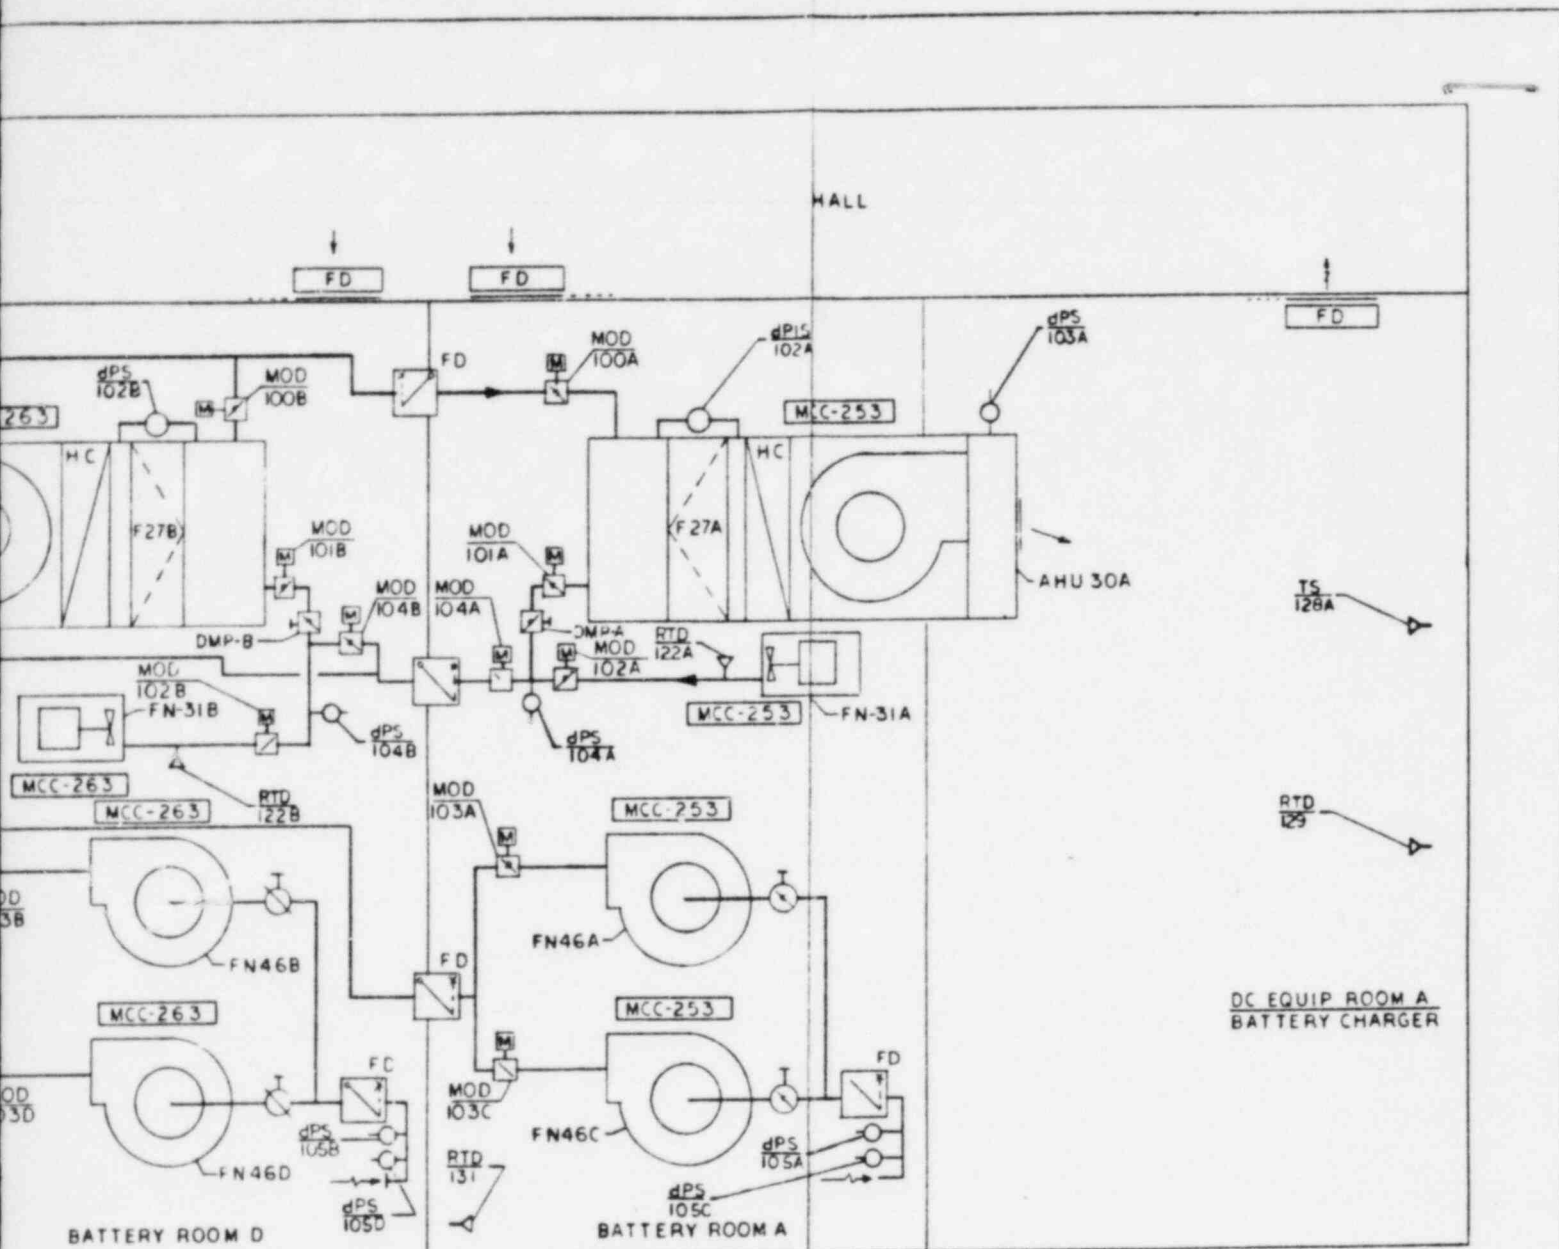 HALL
FD
FD
FD
FD
MOD
100A
dPIS
102A
dPS
103A
dPS
102B
MOD
100B
263
MCC-253
HC
F27B
HC
F27A
MOD
101B
MOD
101A
AHU 30A
MOD
104B
MOD
104A
TS
128A
DMP-B
DMP-A
MOD
102A
RTD
122A
MOD
102B
FN-31B
MCC-253
FN-31A
dPS
104B
dPS
104A
MCC-263
RTD
122B
MCC-263
MOD
103A
MCC-253
RTD
129
M
M
M
M
M
M
M
M
M
M
OD
3B
FN46A
FN46B
FD
MCC-263
MCC-253
DC EQUIP ROOM A
BATTERY CHARGER
OD
03D
FD
MOD
103C
FD
dPS
105B
FN46C
dPS
105A
FN46D
RTD
131
dPS
105C
dPS
105D
BATTERY ROOM D
BATTERY ROOM A